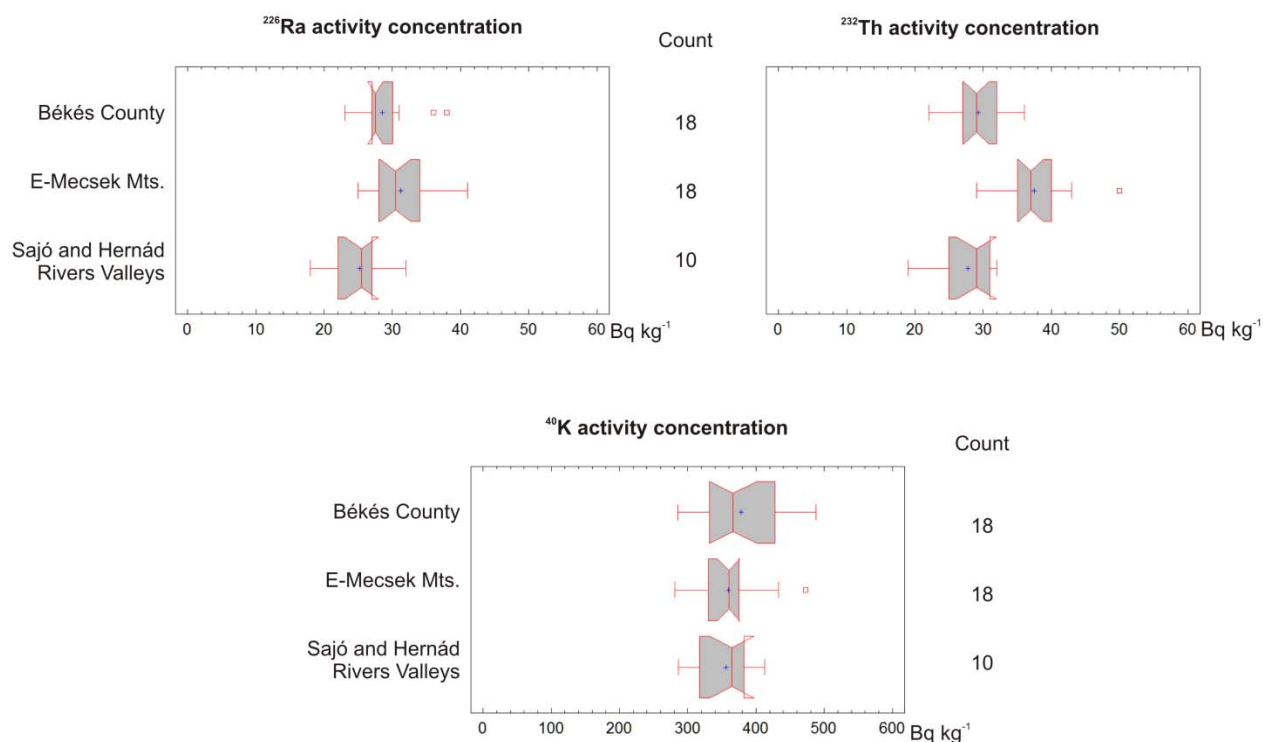 ²²⁶Ra activity concentration
Count
Békés County
18
E-Mecsek Mts.
18
Sajó and Hernád
Rivers Valleys
10
0 10 20 30 40 50 60 Bq kg⁻¹
²³²Th activity concentration
0 10 20 30 40 50 60 Bq kg⁻¹
⁴⁰K activity concentration
Count
Békés County
18
E-Mecsek Mts.
18
Sajó and Hernád
Rivers Valleys
10
0 100 200 300 400 500 600 Bq kg⁻¹